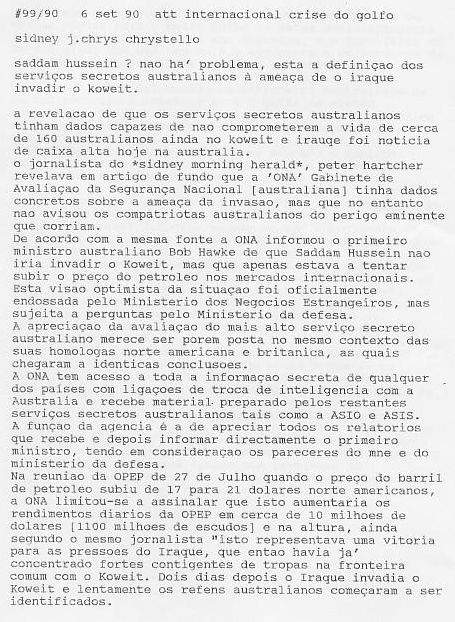 #99/90   6 set 90  att internacional crise do golfo
sidney j.chrys chrystello
saddam hussein ? nao ha' problema, esta a definiçao dos
serviços secretos australianos à ameaça de o iraque
invadir o koweit.
a revelacao de que os serviços secretos australianos
tinham dados capazes de nao comprometerem a vida de cerca
de 160 australianos ainda no koweit e irauqe foi noticia
de caixa alta hoje na australia.
o jornalista do *sidney morning herald*, peter hartcher
revelava em artigo de fundo que a 'ONA' Gabinete de
Avaliaçao da Segurança Nacional [australiana] tinha dados
concretos sobre a ameaça da invasao, mas que no entanto
nao avisou os compatriotas australianos do perigo eminente
que corriam.
De acordo com a mesma fonte a ONA informou o primeiro
ministro australiano Bob Hawke de que Saddam Hussein nao
iria invadir o Koweit, mas que apenas estava a tentar
subir o preço do petroleo nos mercados internacionais.
Esta visao optimista da situaçao foi oficialmente
endossada pelo Ministerio dos Negocios Estrangeiros, mas
sujeita a perguntas pelo Ministerio da defesa.
A apreciaçao da avaliaçao do mais alto serviço secreto
australiano merece ser porem posta no mesmo contexto das
suas homologas norte americana e britanica, as quais
chegaram a identicas conclusoes.
A ONA tem acesso a toda a informaçao secreta de qualquer
dos paises com ligaçoes de troca de inteligencia com a
Australia e recebe material preparado pelos restantes
serviços secretos australianos tais como a ASIO e ASIS.
A funçao da agencia é a de apreciar todos os relatorios
que recebe e depois informar directamente o primeiro
ministro, tendo em consideraçao os pareceres do mne e do
ministerio da defesa.
Na reuniao da OPEP de 27 de Julho quando o preço do barril
de petroleo subiu de 17 para 21 dolares norte americanos,
a ONA limitou-se a assinalar que isto aumentaria os
rendimentos diarios da OPEP em cerca de 10 milhoes de
dolares [1100 milhoes de escudos] e na altura, ainda
segundo o mesmo jornalista "isto representava uma vitoria
para as pressoes do Iraque, que entao havia ja'
concentrado fortes contigentes de tropas na fronteira
comum com o Koweit. Dois dias depois o Iraque invadia o
Koweit e lentamente os refens australianos começaram a ser
identificados.